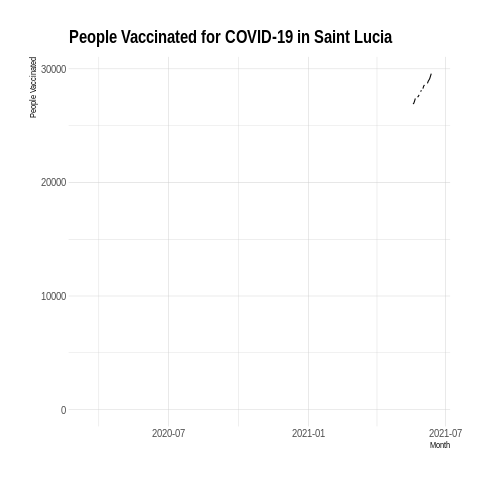 People Vaccinated for COVID-19 in Saint Lucia
People Vaccinated
30000
20000
10000
0
2020-07
2021-01
2021-07
Month